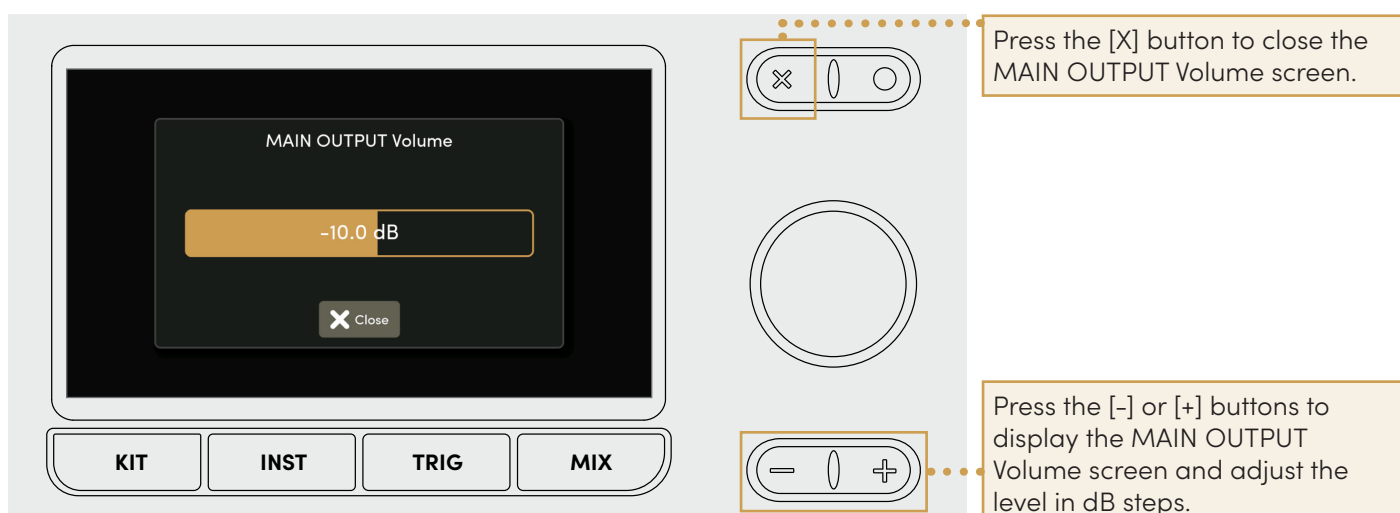 Press the [X] button to close the
MAIN OUTPUT Volume screen.
MAIN OUTPUT Volume
-10.0 dB
Close
KIT
INST
TRIG
MIX
Press the [-] or [+] buttons to
display the MAIN OUTPUT
Volume screen and adjust the
level in dB steps.